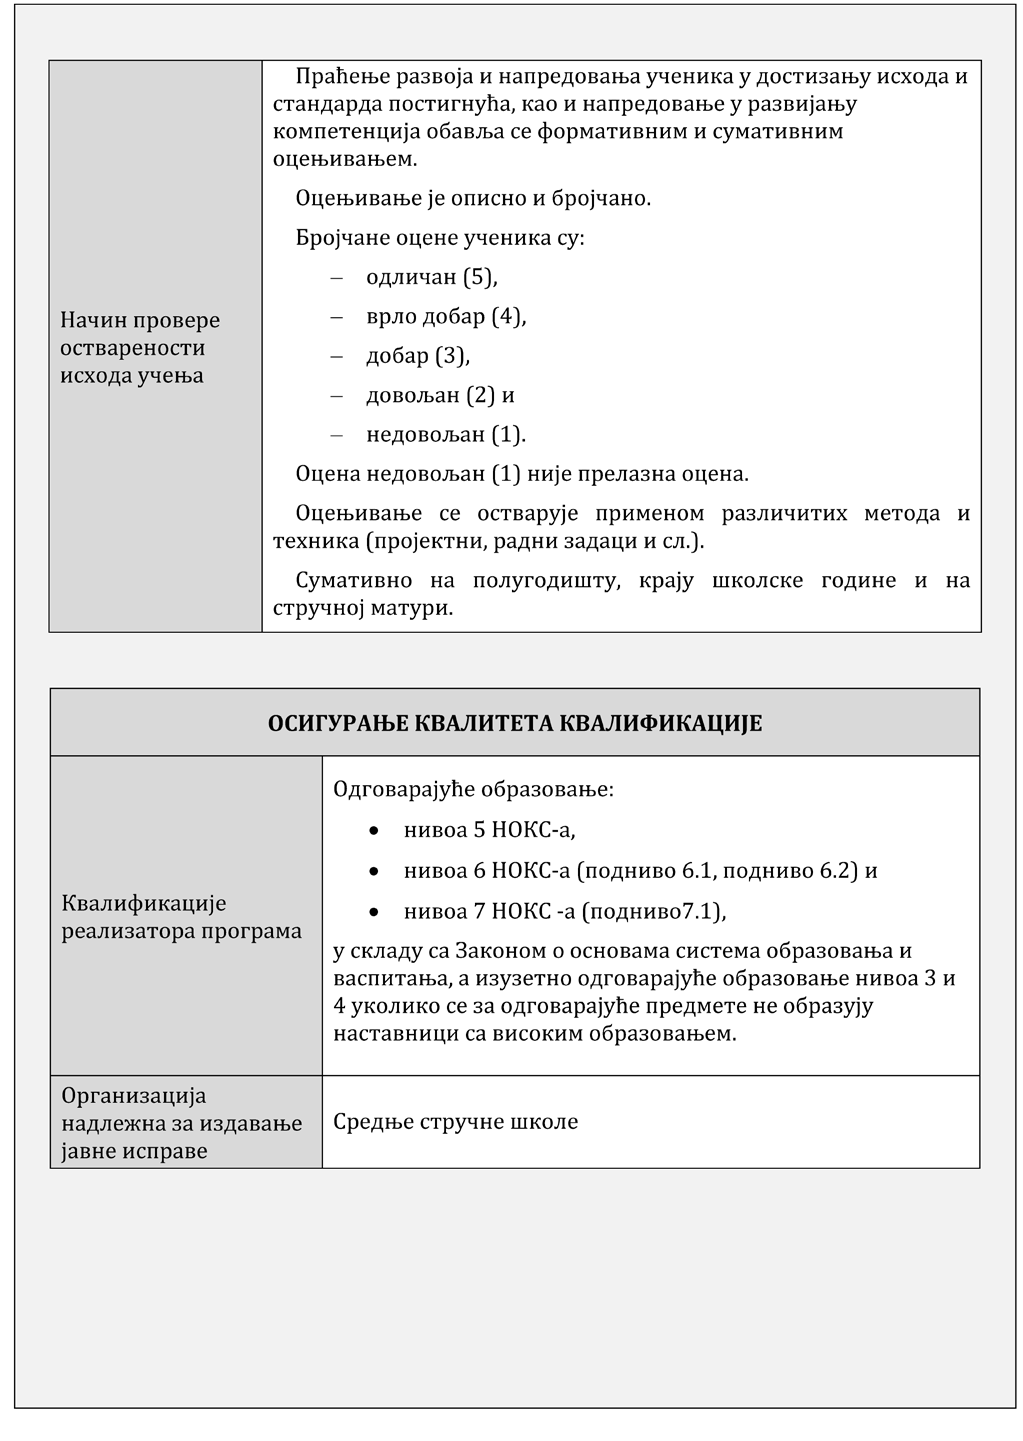 Начин провере
остварености
исхода учења
Праћење развоја и напредовања ученика у достизању исхода и
стандарда постигнућа, као и напредовање у развијању
компетенција обавља се формативним и сумативним
оцењивањем.
Оцењивање је описно и бројчано.
Бројчане оцене ученика су:
– одличан (5),
– врло добар (4),
– добар (3),
– довољан (2) и
– недовољан (1).
Оцена недовољан (1) није прелазна оцена.
Оцењивање се остварује применом различитих метода и
техника (пројектни, радни задаци и сл.).
Сумативно на полугодишту, крају школске године и на
стручној матури.
ОСИГУРАЊЕ КВАЛИТЕТА КВАЛИФИКАЦИЈЕ
Квалификације
реализатора програма
Одговарајуће образовање:
• нивоа 5 НОКС-а,
• нивоа 6 НОКС-а (поднивo 6.1, поднивo 6.2) и
• нивоа 7 НОКС -а (поднивo7.1),
у складу са Законом о основама система образовања и
васпитања, а изузетно одговарајуће образовање нивоа 3 и
4 уколико се за одговарајуће предмете не образују
наставници са високим образовањем.
Организација
надлежна за издавање
јавне исправе
Средње стручне школе